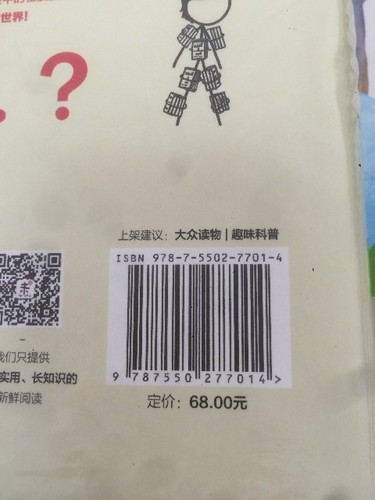 世界!
?
上架建议: 大众读物 | 趣味科普
ISBN 978-7-5502-7701-4
9 787550 277014 >
未
们只提供
实用、长知识的
新鲜阅读
定价: 68.00元